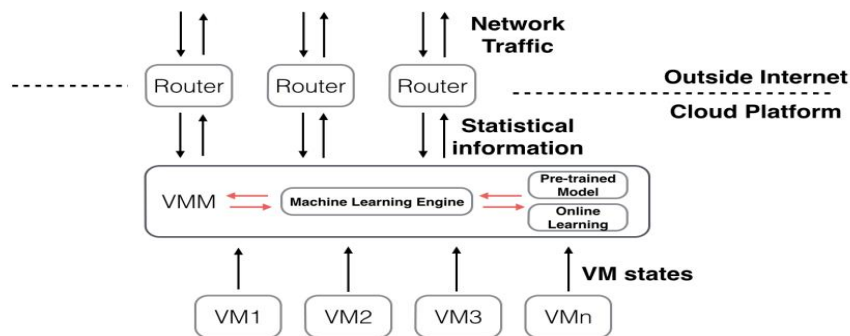 Network
Traffic
Router
Router
Router
Outside Internet
Cloud Platform
Statistical
information
VMM
Machine Learning Engine
Pre-trained
Model
Online
Learning
VM states
VM1
VM2
VM3
VMn